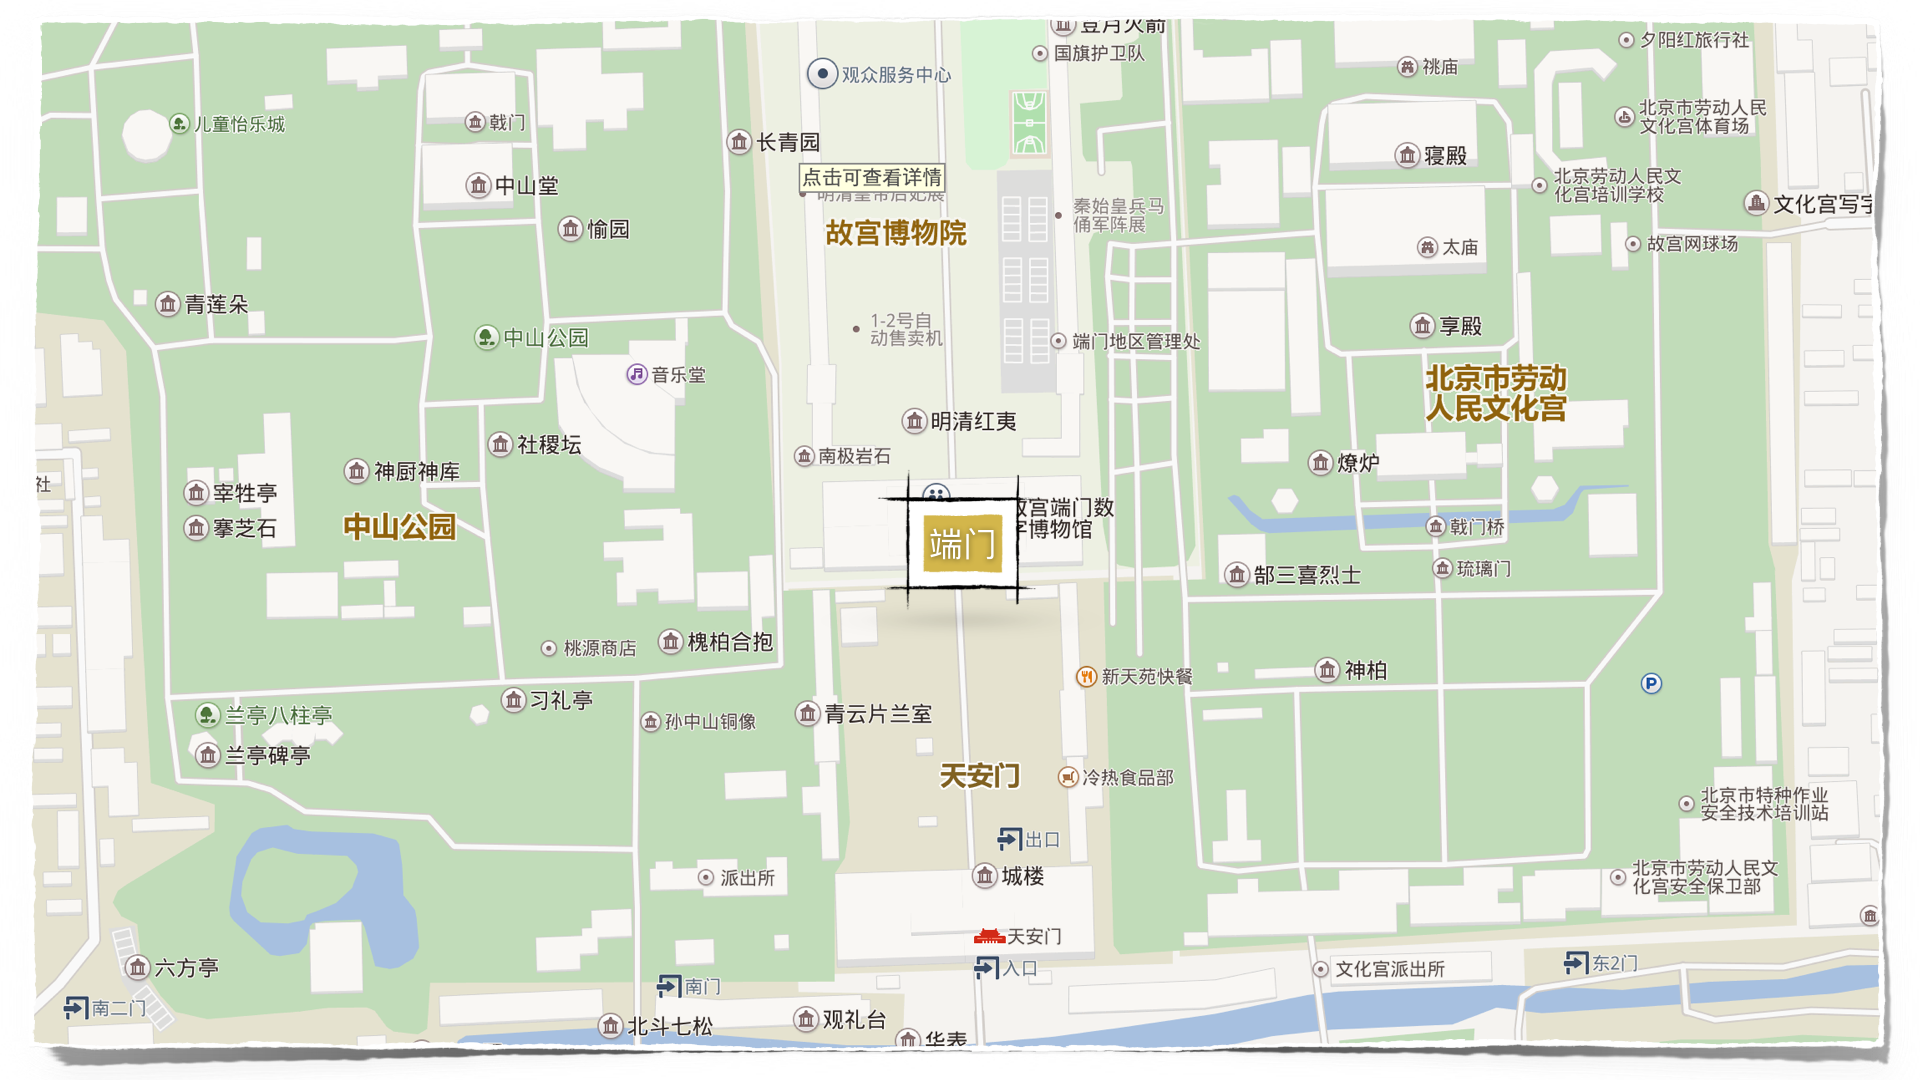 登月火箭
国旗护卫队
夕阳红旅行社
观众服务中心
祧庙
儿童怡乐城
戟门
北京市劳动人民
文化宫体育场
长青园
寝殿
点击可查看详情
明清皇帝后妃展
中山堂
北京劳动人民文
化宫培训学校
愉园
故宫博物院
秦始皇兵马
俑军阵展
文化宫写字
太庙
故宫网球场
青莲朵
中山公园
1-2号自
动售卖机
端门地区管理处
享殿
音乐堂
北京市劳动
人民文化宫
明清红夷
社稷坛
南极岩石
神厨神库
燎炉
社
宰牲亭
搴芝石
中山公园
故宫端门数
字博物馆
端门
戟门桥
琉璃门
郜三喜烈士
桃源商店
槐柏合抱
新天苑快餐
神柏
P
习礼亭
兰亭八柱亭
兰亭碑亭
孙中山铜像
青云片兰室
天安门
冷热食品部
北京市特种作业
安全技术培训站
出口
派出所
城楼
北京市劳动人民文
化宫安全保卫部
天安门
入口
六方亭
文化宫派出所
东2门
南二门
南门
北斗七松
观礼台
华表